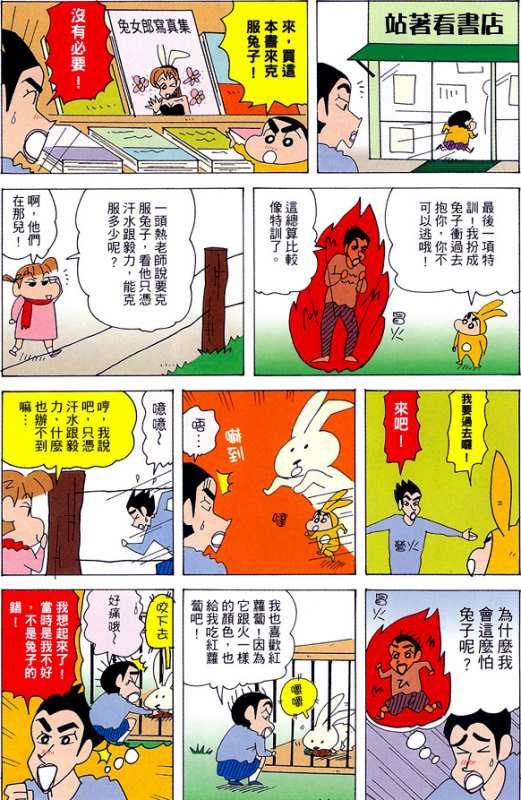 站著看書店
來，買這
本書來克
服兔子！
兔女郎寫真集
沒有必要！
最後一項特
訓！我扮成
兔子衝過去
抱你，你不
可以逃哦！
冒火
這總算比較
像特訓了。
一頭熱老師說要克
服兔子，看他只憑
汗水跟毅力，能克
服多少呢？
啊，他們
在那兒！
我要過去囉！
來吧！
嚇到
唔…
噫噫～
哼，我說
吧，只憑
汗水跟毅
力，什麼
也辦不到
嘛…
為什麼我
會這麼怕
兔子呢？
冒火
我也喜歡紅
蘿蔔！因為
它跟火一樣
的顏色，也
給我吃紅蘿
蔔吧！
嚼嚼
咬下去
好痛哦～
我想起來了！
當時是我不好
，不是兔子的
錯！